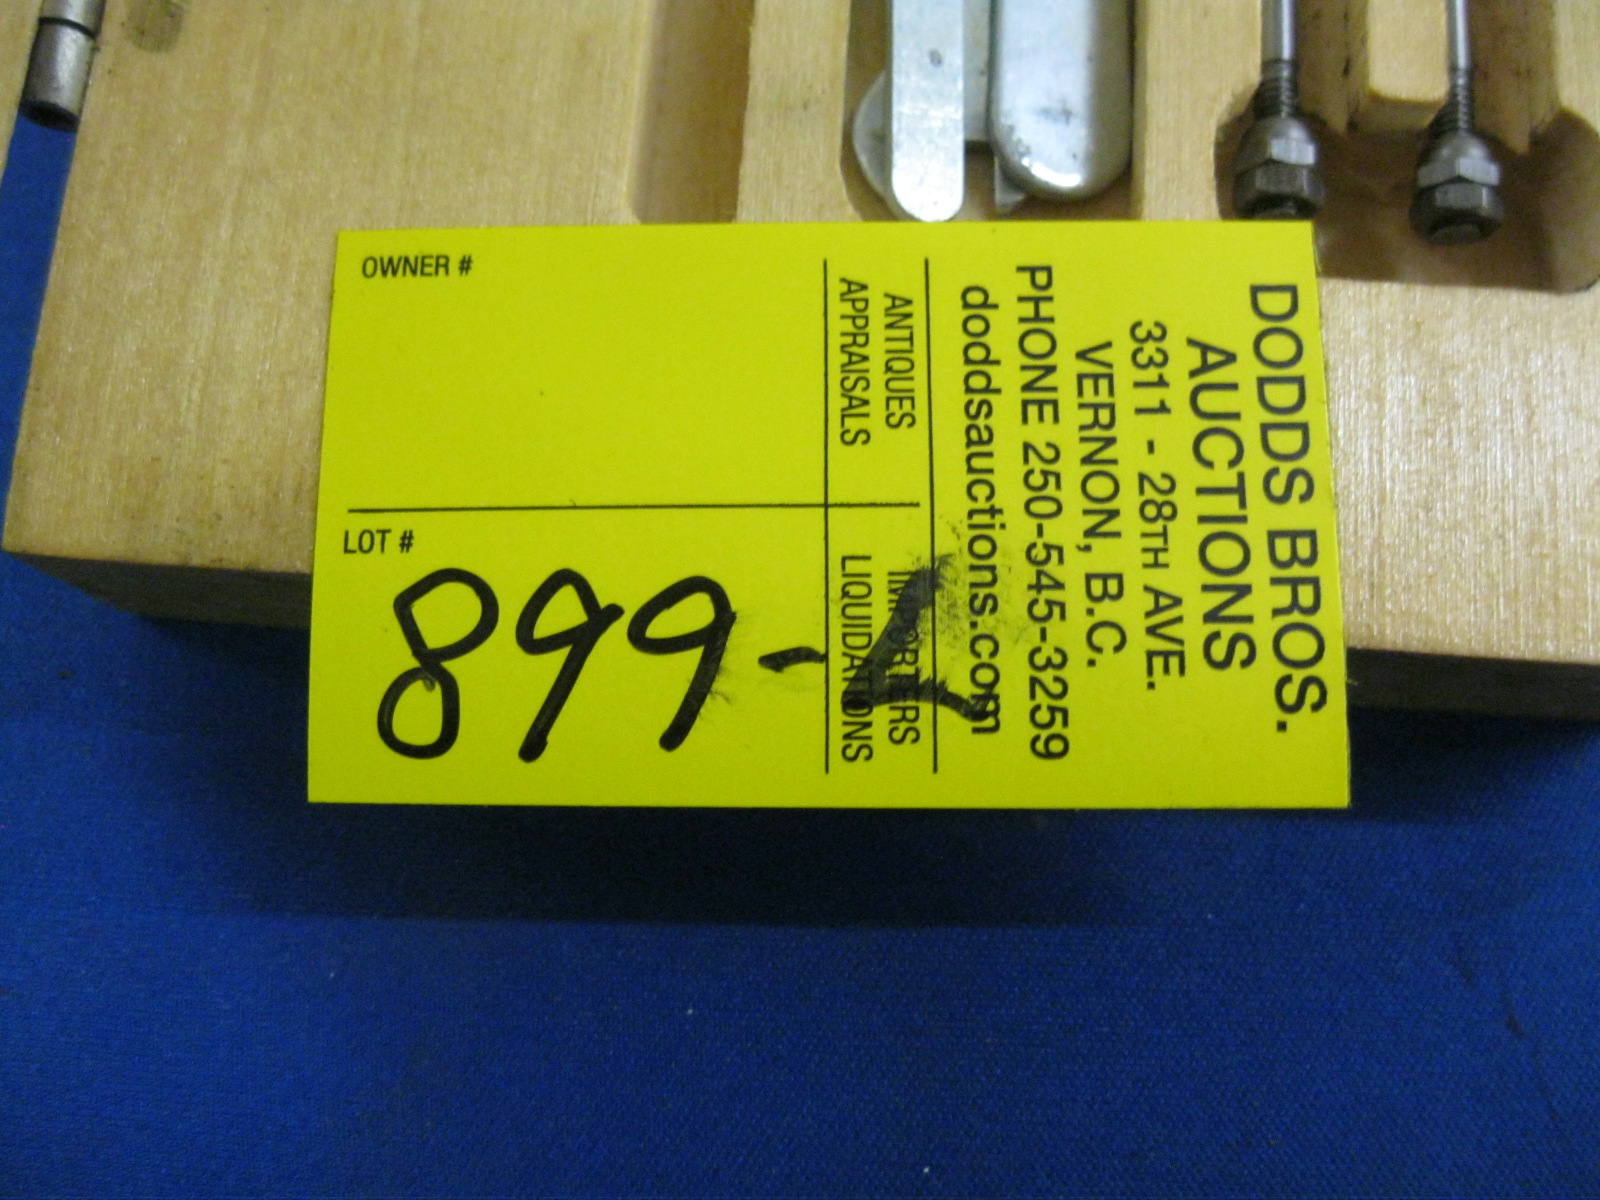 DODDS BROS.
AUCTIONS
3311 - 28TH AVE.
VERNON, B.C.
PHONE 250-545-3259
doddsauctions.com
ANTIQUES
APPRAISALS
IMPORTERS
LIQUIDATIONS
OWNER #
LOT #
899-